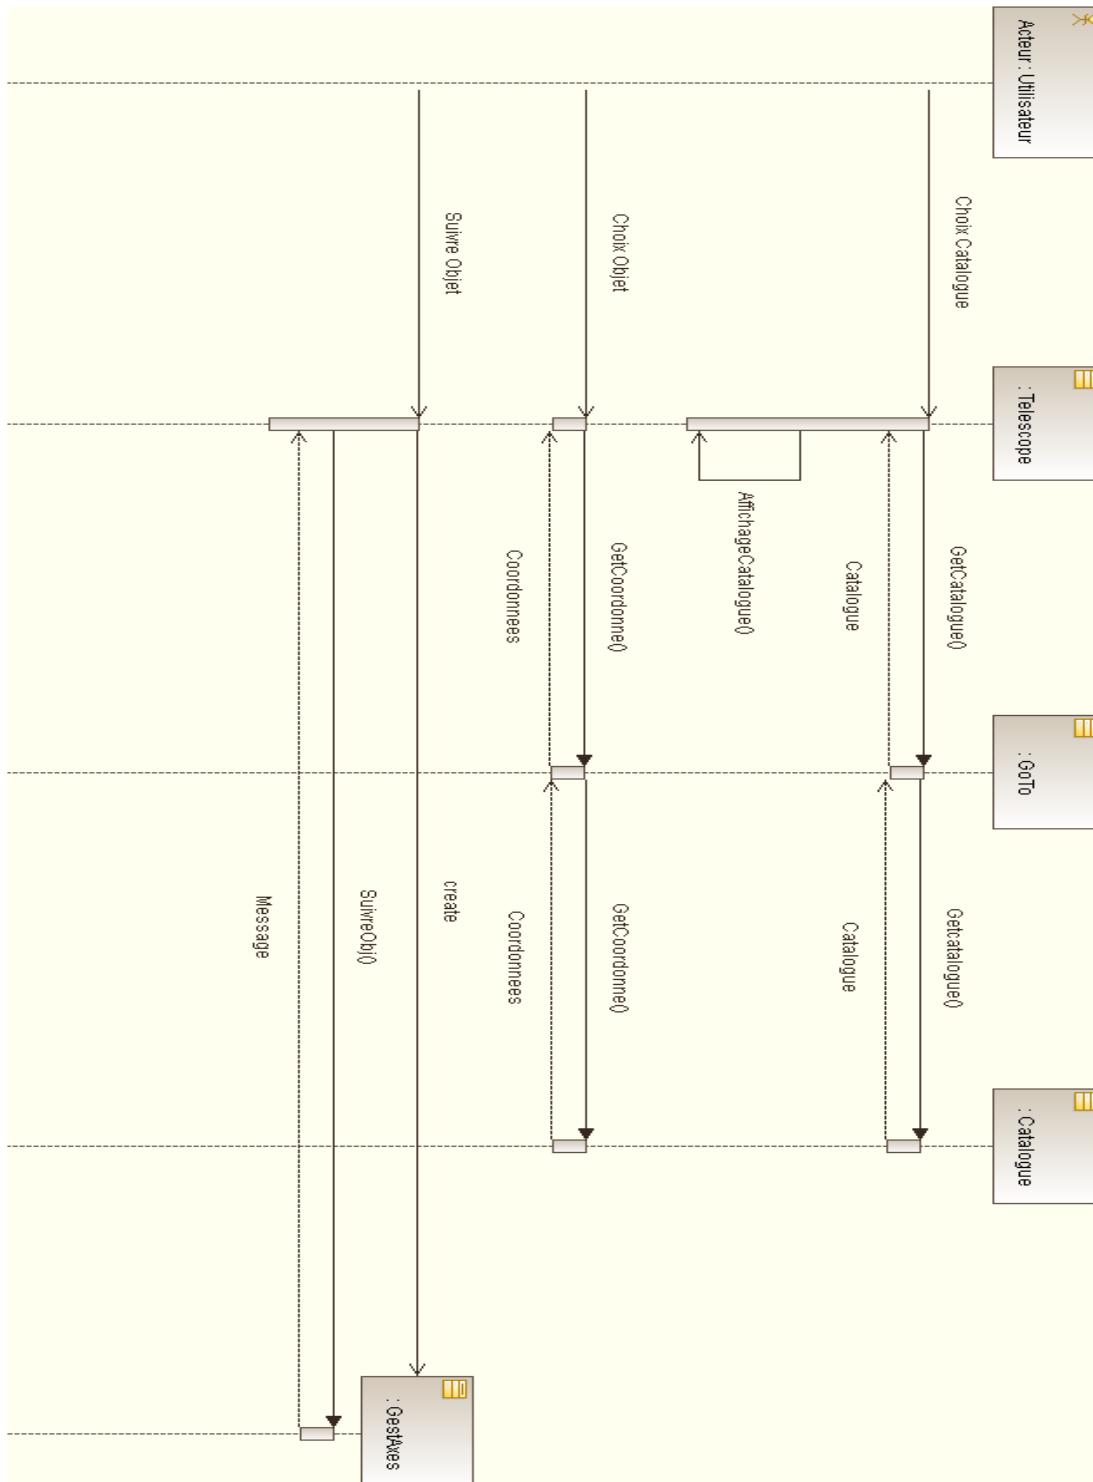 Acteur : Utilisateur
: Telescope
: GoTo
: Catalogue
Choix Catalogue
GetCatalogue()
Getcatalogue()
Catalogue
Catalogue
AffichageCatalogue()
Choix Objet
GetCoordonne()
GetCoordonne()
Coordonnees
Coordonnees
Suivre Objet
create
: GestAxes
SuivreObj()
Message